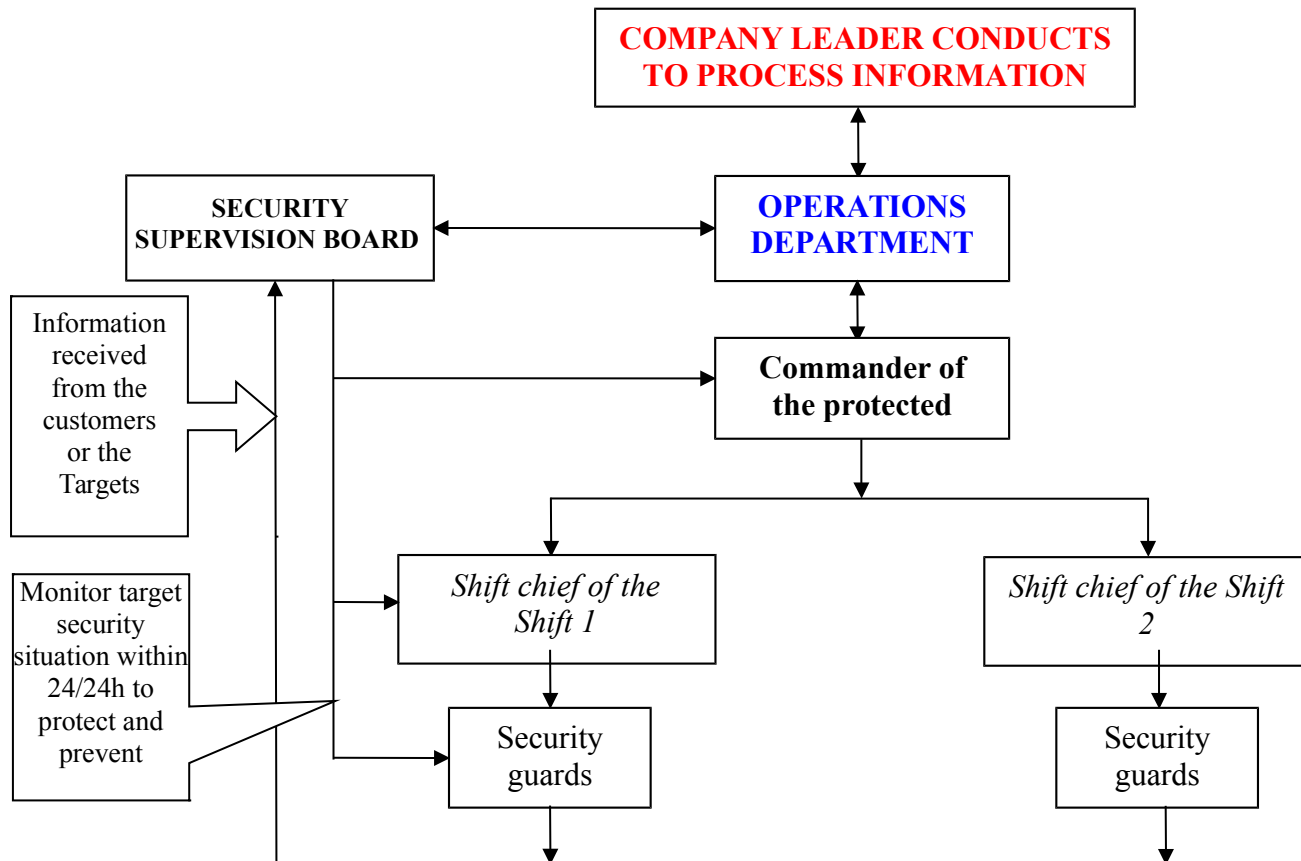 COMPANY LEADER CONDUCTS
TO PROCESS INFORMATION
SECURITY
SUPERVISION BOARD
OPERATIONS
DEPARTMENT
Information
received
from the
customers
or the
Targets
Commander of
the protected
Monitor target
security
situation within
24/24h to
protect and
prevent
Shift chief of the
Shift 1
Shift chief of the Shift
2
Security
guards
Security
guards